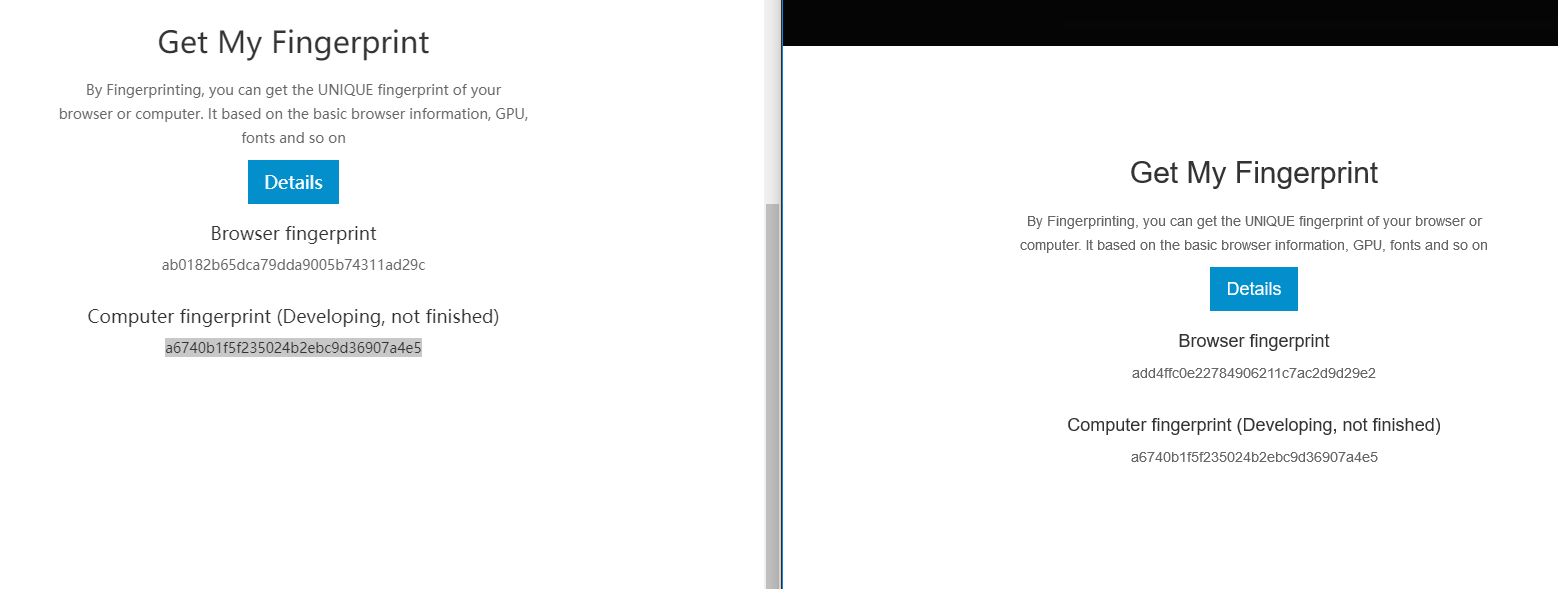 Get My Fingerprint
By Fingerprinting, you can get the UNIQUE fingerprint of your
browser or computer. It based on the basic browser information, GPU,
fonts and so on
Details
Browser fingerprint
ab0182b65dca79dda9005b74311ad29c
Computer fingerprint (Developing, not finished)
a6740b1f5f235024b2ebc9d36907a4e5
Get My Fingerprint
By Fingerprinting, you can get the UNIQUE fingerprint of your browser or
computer. It based on the basic browser information, GPU, fonts and so on
Details
Browser fingerprint
add4ffc0e22784906211c7ac2d9d29e2
Computer fingerprint (Developing, not finished)
a6740b1f5f235024b2ebc9d36907a4e5